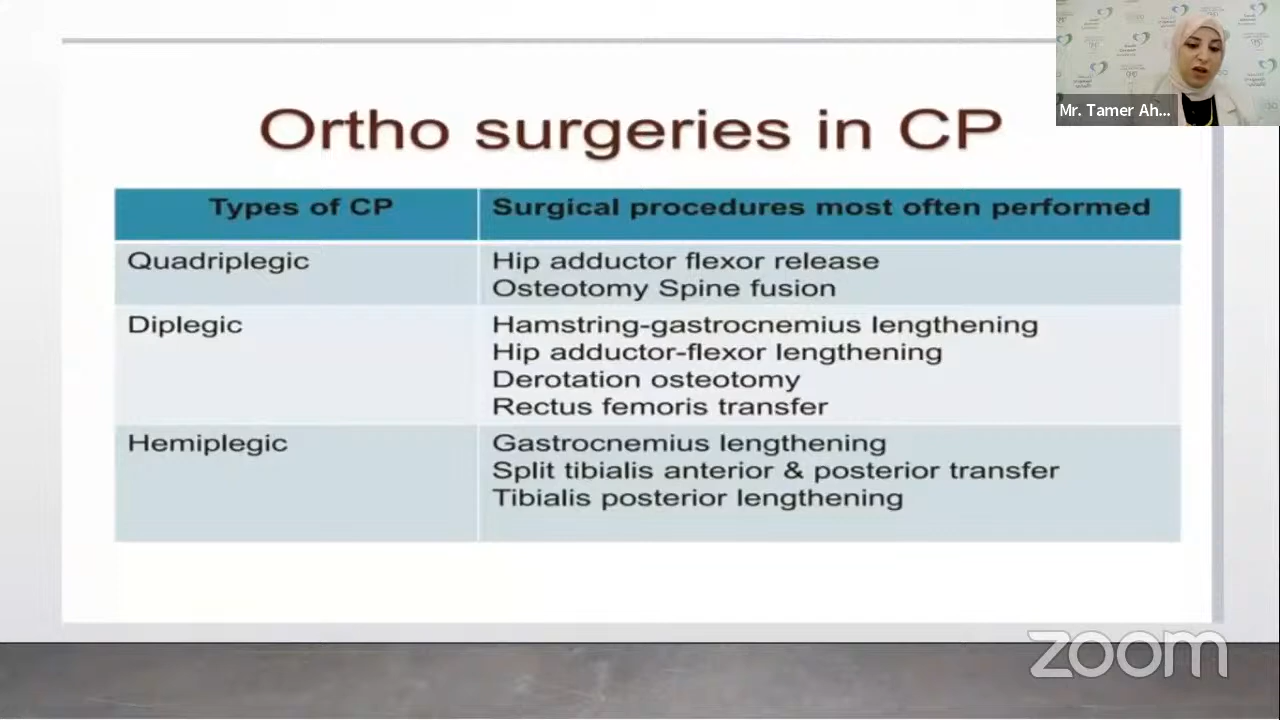 Ortho surgeries in CP
Types of CP
Surgical procedures most often performed
Quadriplegic
Hip adductor flexor release
Osteotomy Spine fusion
Diplegic
Hamstring-gastrocnemius lengthening
Hip adductor-flexor lengthening
Derotation osteotomy
Rectus femoris transfer
Hemiplegic
Gastrocnemius lengthening
Split tibialis anterior & posterior transfer
Tibialis posterior lengthening
Mr. Tamer Ah...
zoom